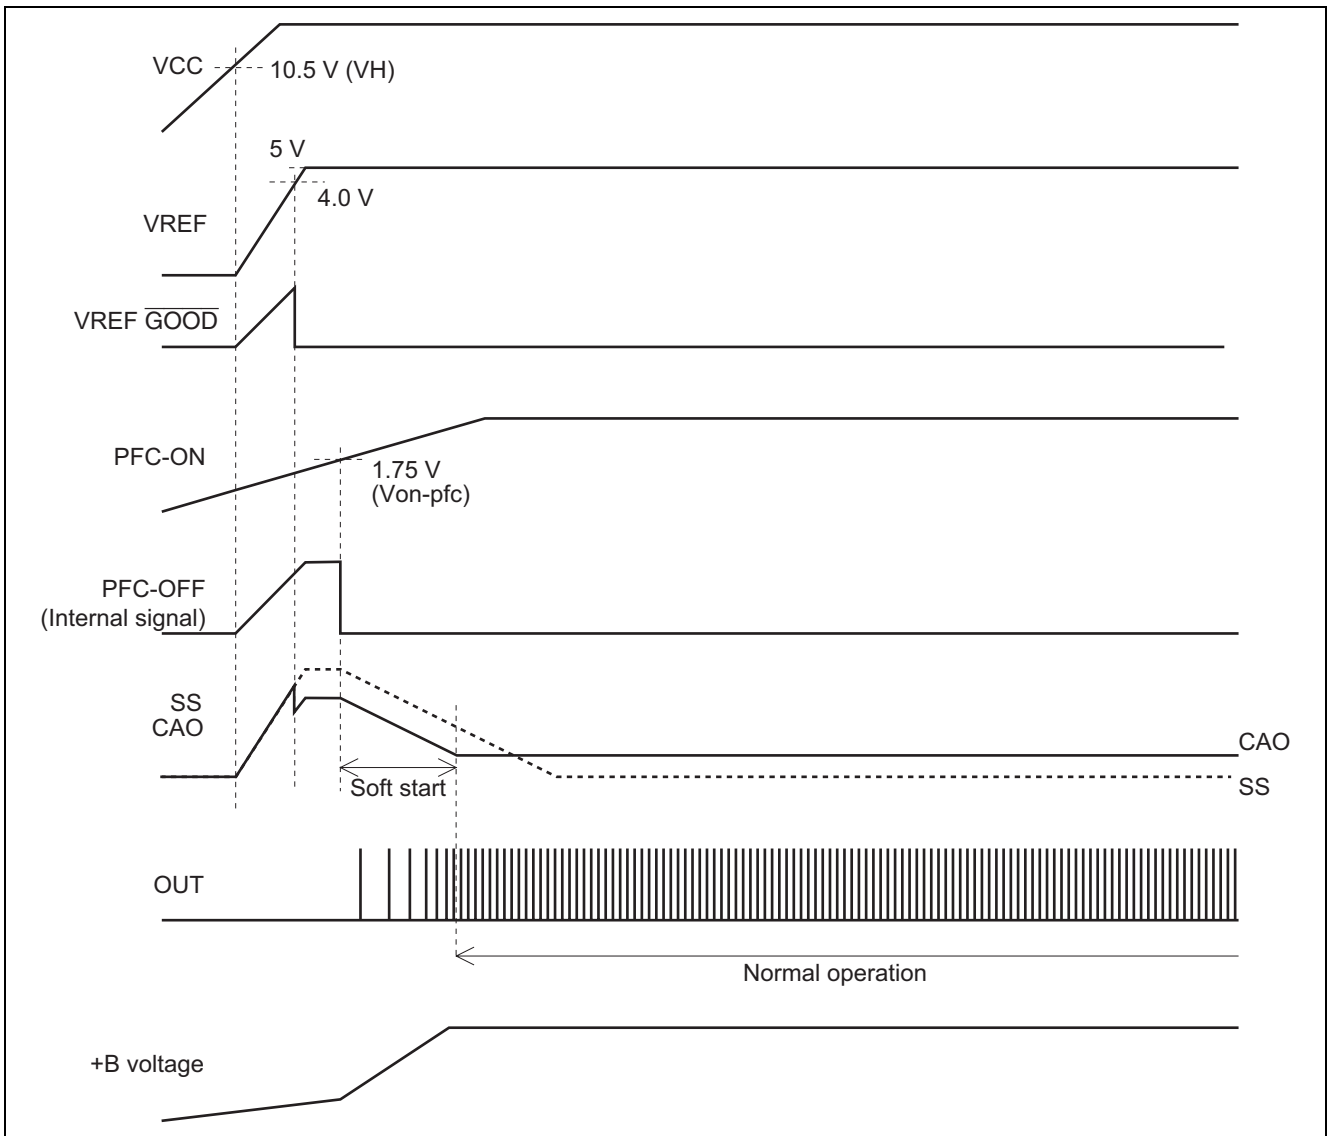 VCC
10.5 V (VH)
5 V
4.0 V
VREF
VREF GOOD
PFC-ON
1.75 V
(Von-pfc)
PFC-OFF
(Internal signal)
SS
CAO
CAO
Soft start
SS
OUT
Normal operation
+B voltage